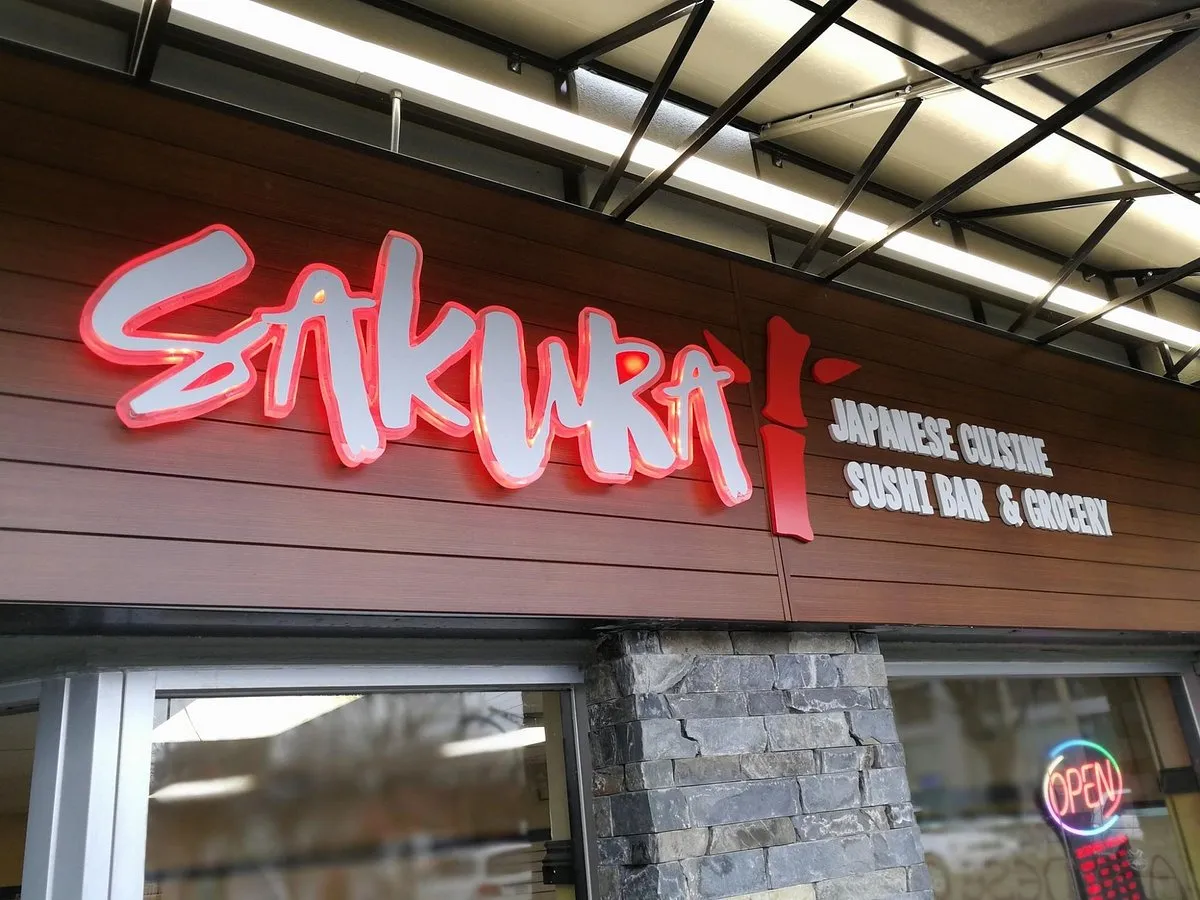 SAKURA
JAPANESE CUISINE
SUSHI BAR & GROCERY
OPEN